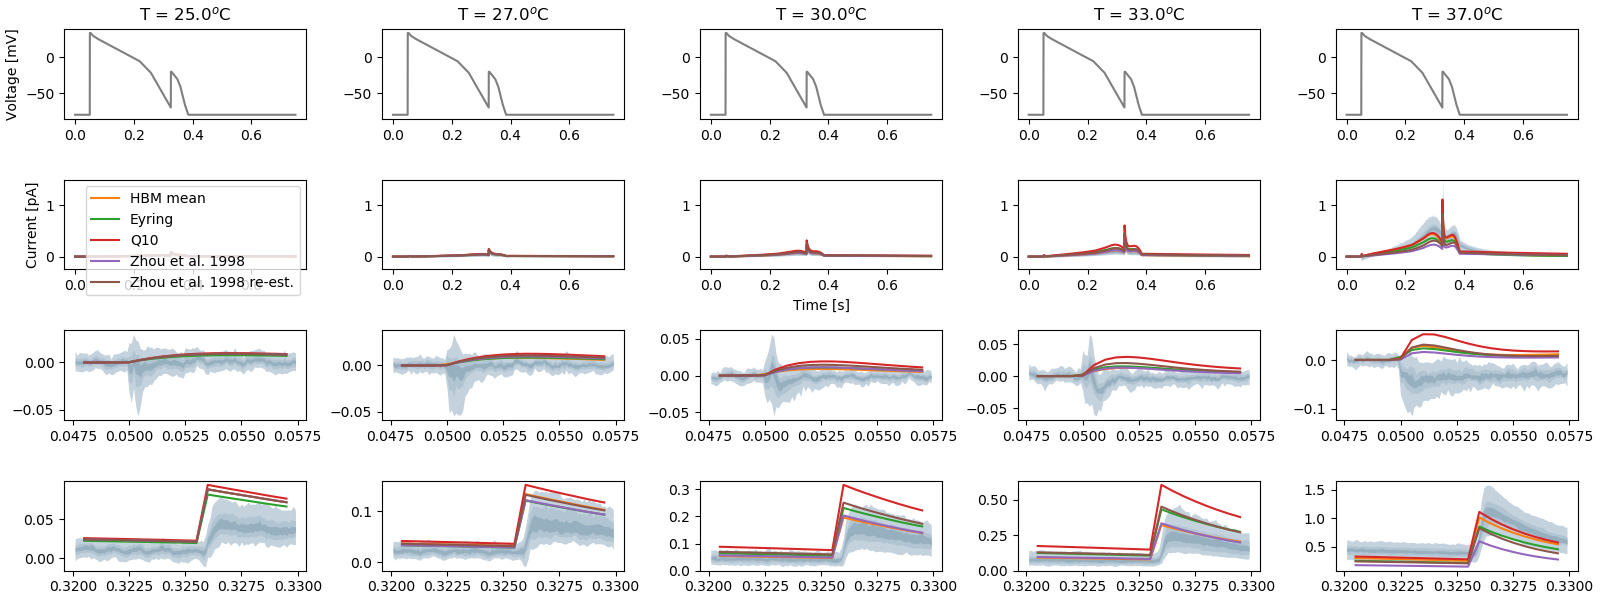 T = 25.0°C T = 27.0°C T = 30.0°C T = 33.0°C T = 37.0°C
Voltage [mV]
0 0 0 0 0
−50 −50 −50 −50 −50
0.0 0.2 0.4 0.6 0.0 0.2 0.4 0.6 0.0 0.2 0.4 0.6 0.0 0.2 0.4 0.6 0.0 0.2 0.4 0.6
Current [pA]
HBM mean
Eyring
Q10
Zhou et al. 1998
Zhou et al. 1998 re-est.
1 1 1 1 1
0 0 0 0 0
0.0 0.2 0.4 0.6 0.0 0.2 0.4 0.6 0.0 0.2 0.4 0.6 0.0 0.2 0.4 0.6 0.0 0.2 0.4 0.6
Time [s]
0.00 0.00 0.05 0.05 0.0
−0.05 −0.05 0.00 0.00 −0.1
−0.05 −0.05
0.0475 0.0500 0.0525 0.0550 0.0575 0.0475 0.0500 0.0525 0.0550 0.0575 0.0475 0.0500 0.0525 0.0550 0.0575 0.0475 0.0500 0.0525 0.0550 0.0575 0.0475 0.0500 0.0525 0.0550 0.0575
0.05 0.1 0.3 0.50 1.5
0.00 0.0 0.2 0.25 1.0
0.1 0.00 0.5
0.0
0.3200 0.3225 0.3250 0.3275 0.3300 0.3200 0.3225 0.3250 0.3275 0.3300 0.3200 0.3225 0.3250 0.3275 0.3300 0.3200 0.3225 0.3250 0.3275 0.3300 0.3200 0.3225 0.3250 0.3275 0.3300